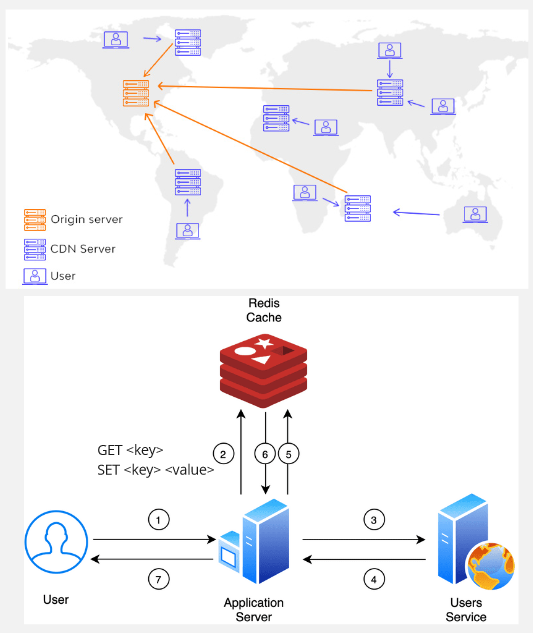 Origin server
CDN Server
User
Redis
Cache
GET <key>
SET <key> <value>
2
6
5
1
3
7
4
User
Application
Server
Users
Service